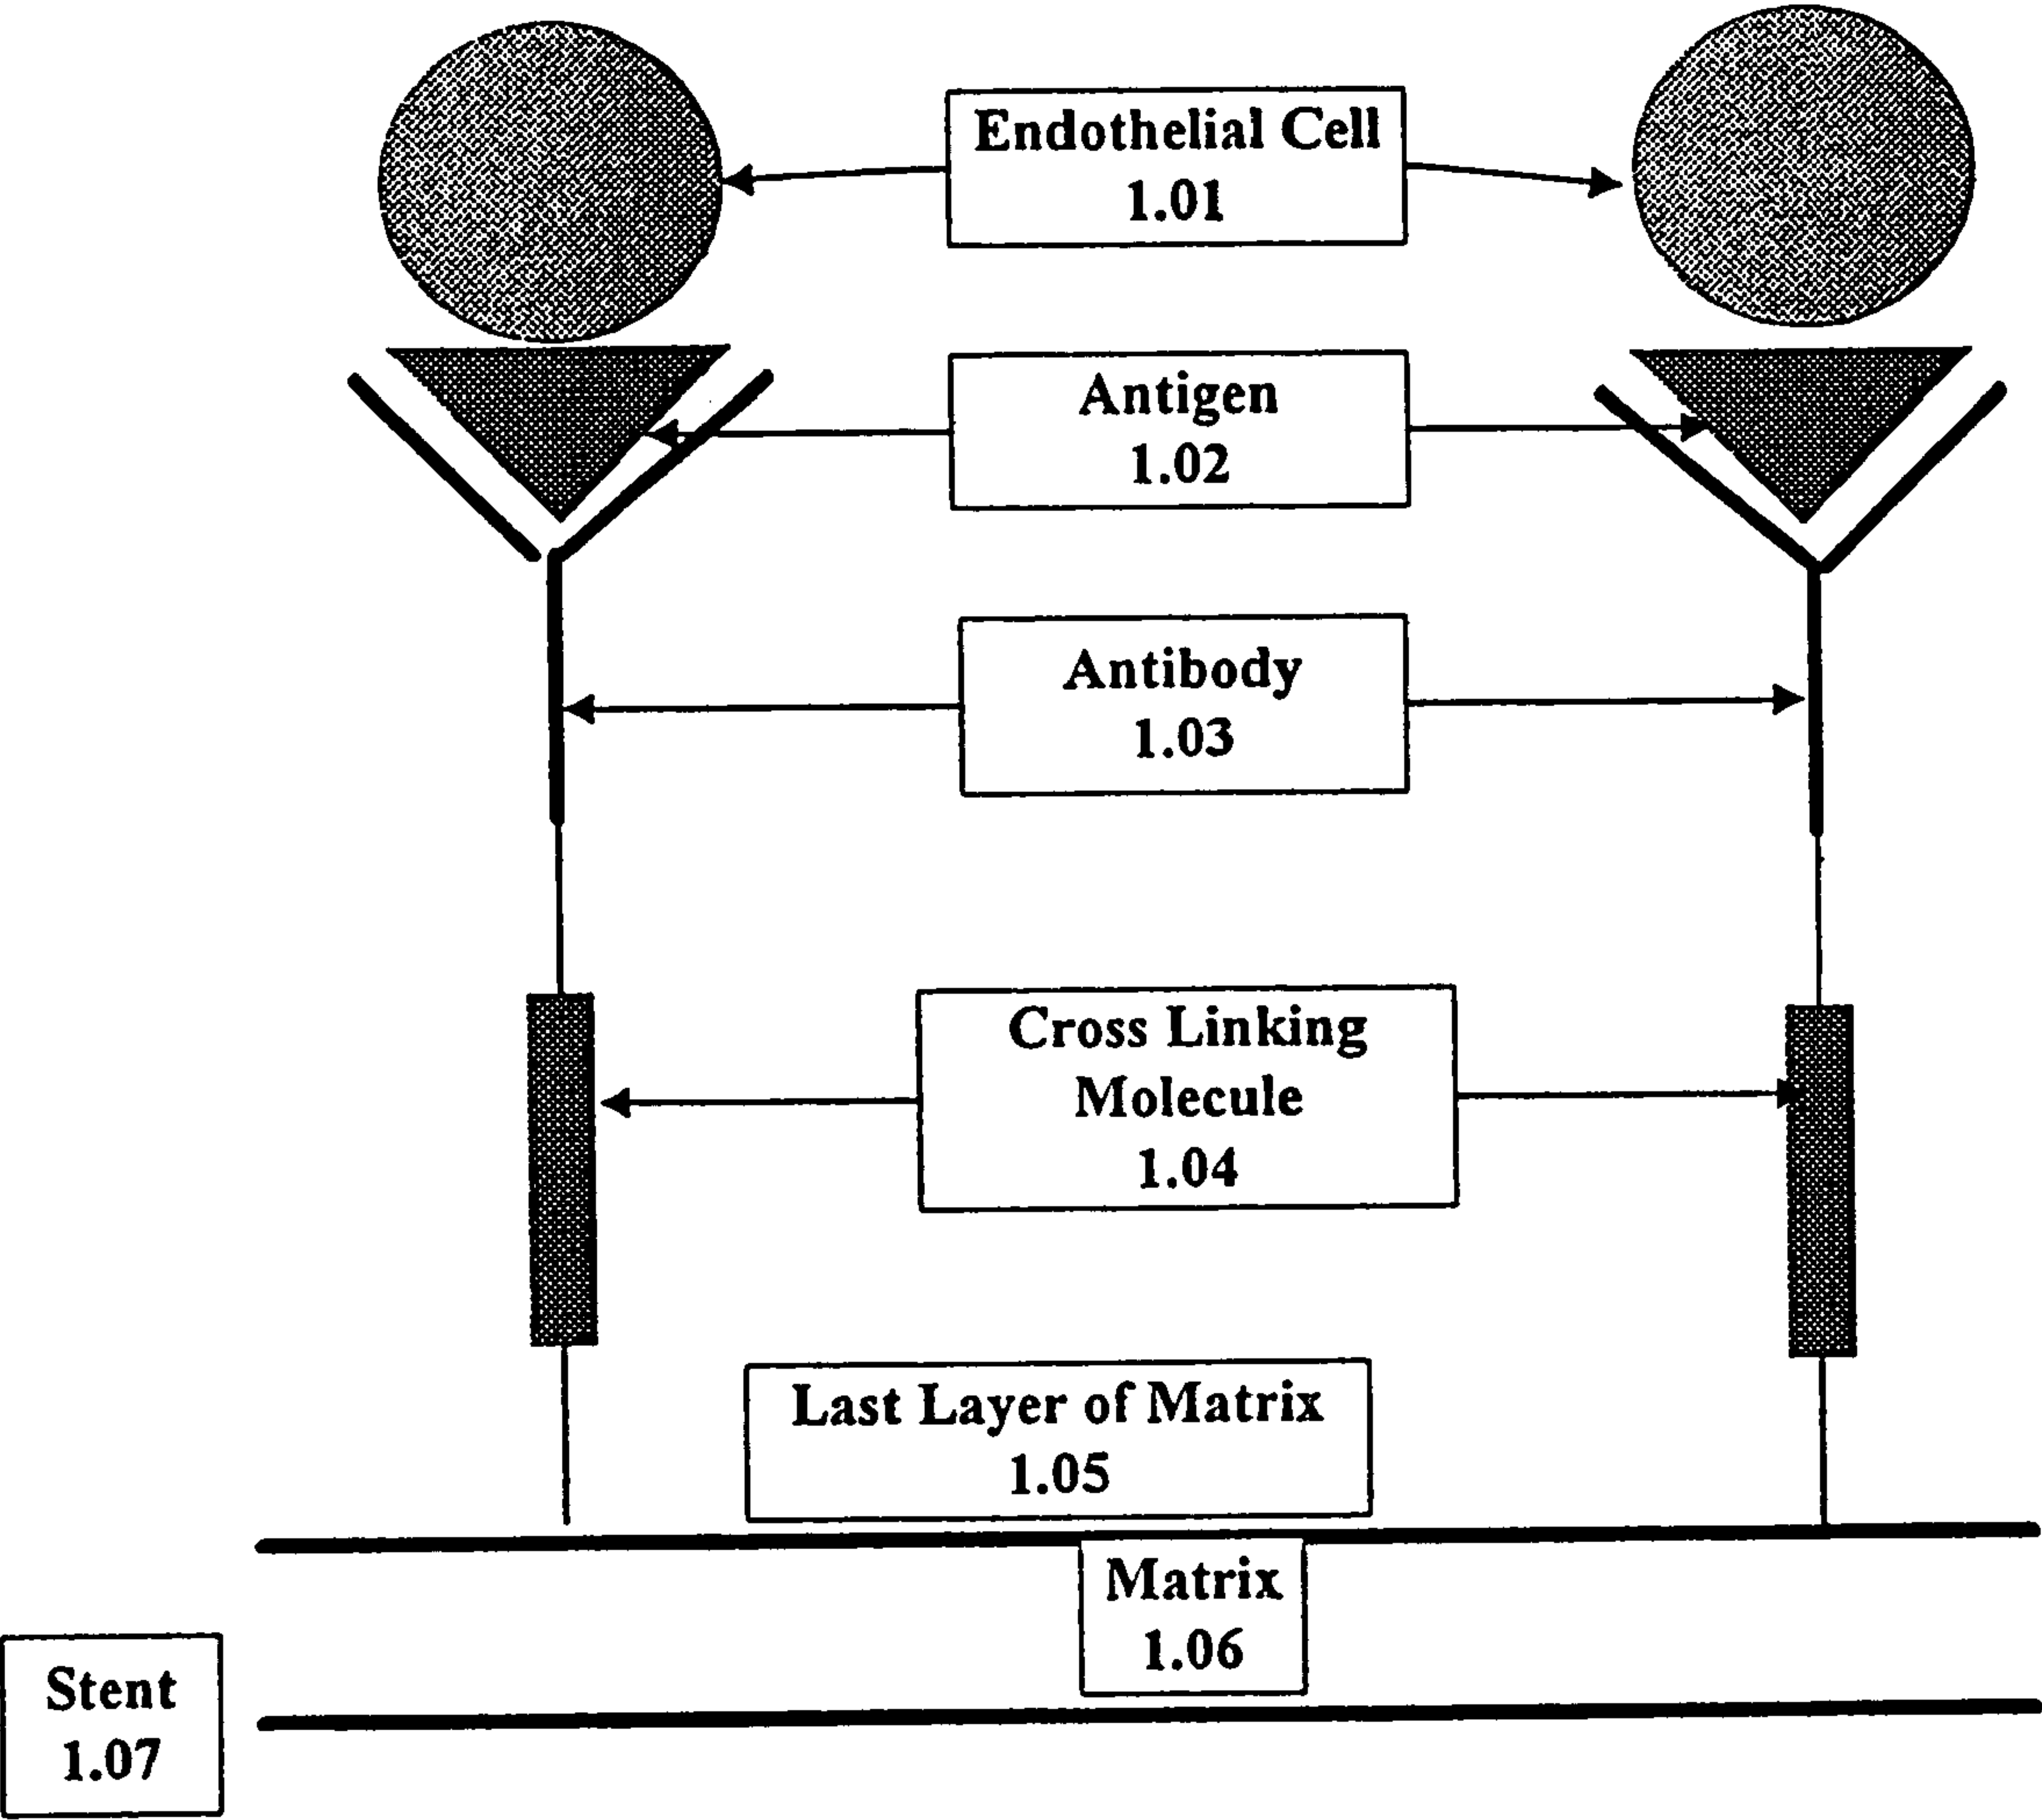 Endothelial Cell
1.01
Antigen
1.02
Antibody
1.03
Cross Linking
Molecule
1.04
Last Layer of Matrix
1.05
Matrix
1.06
Stent
1.07